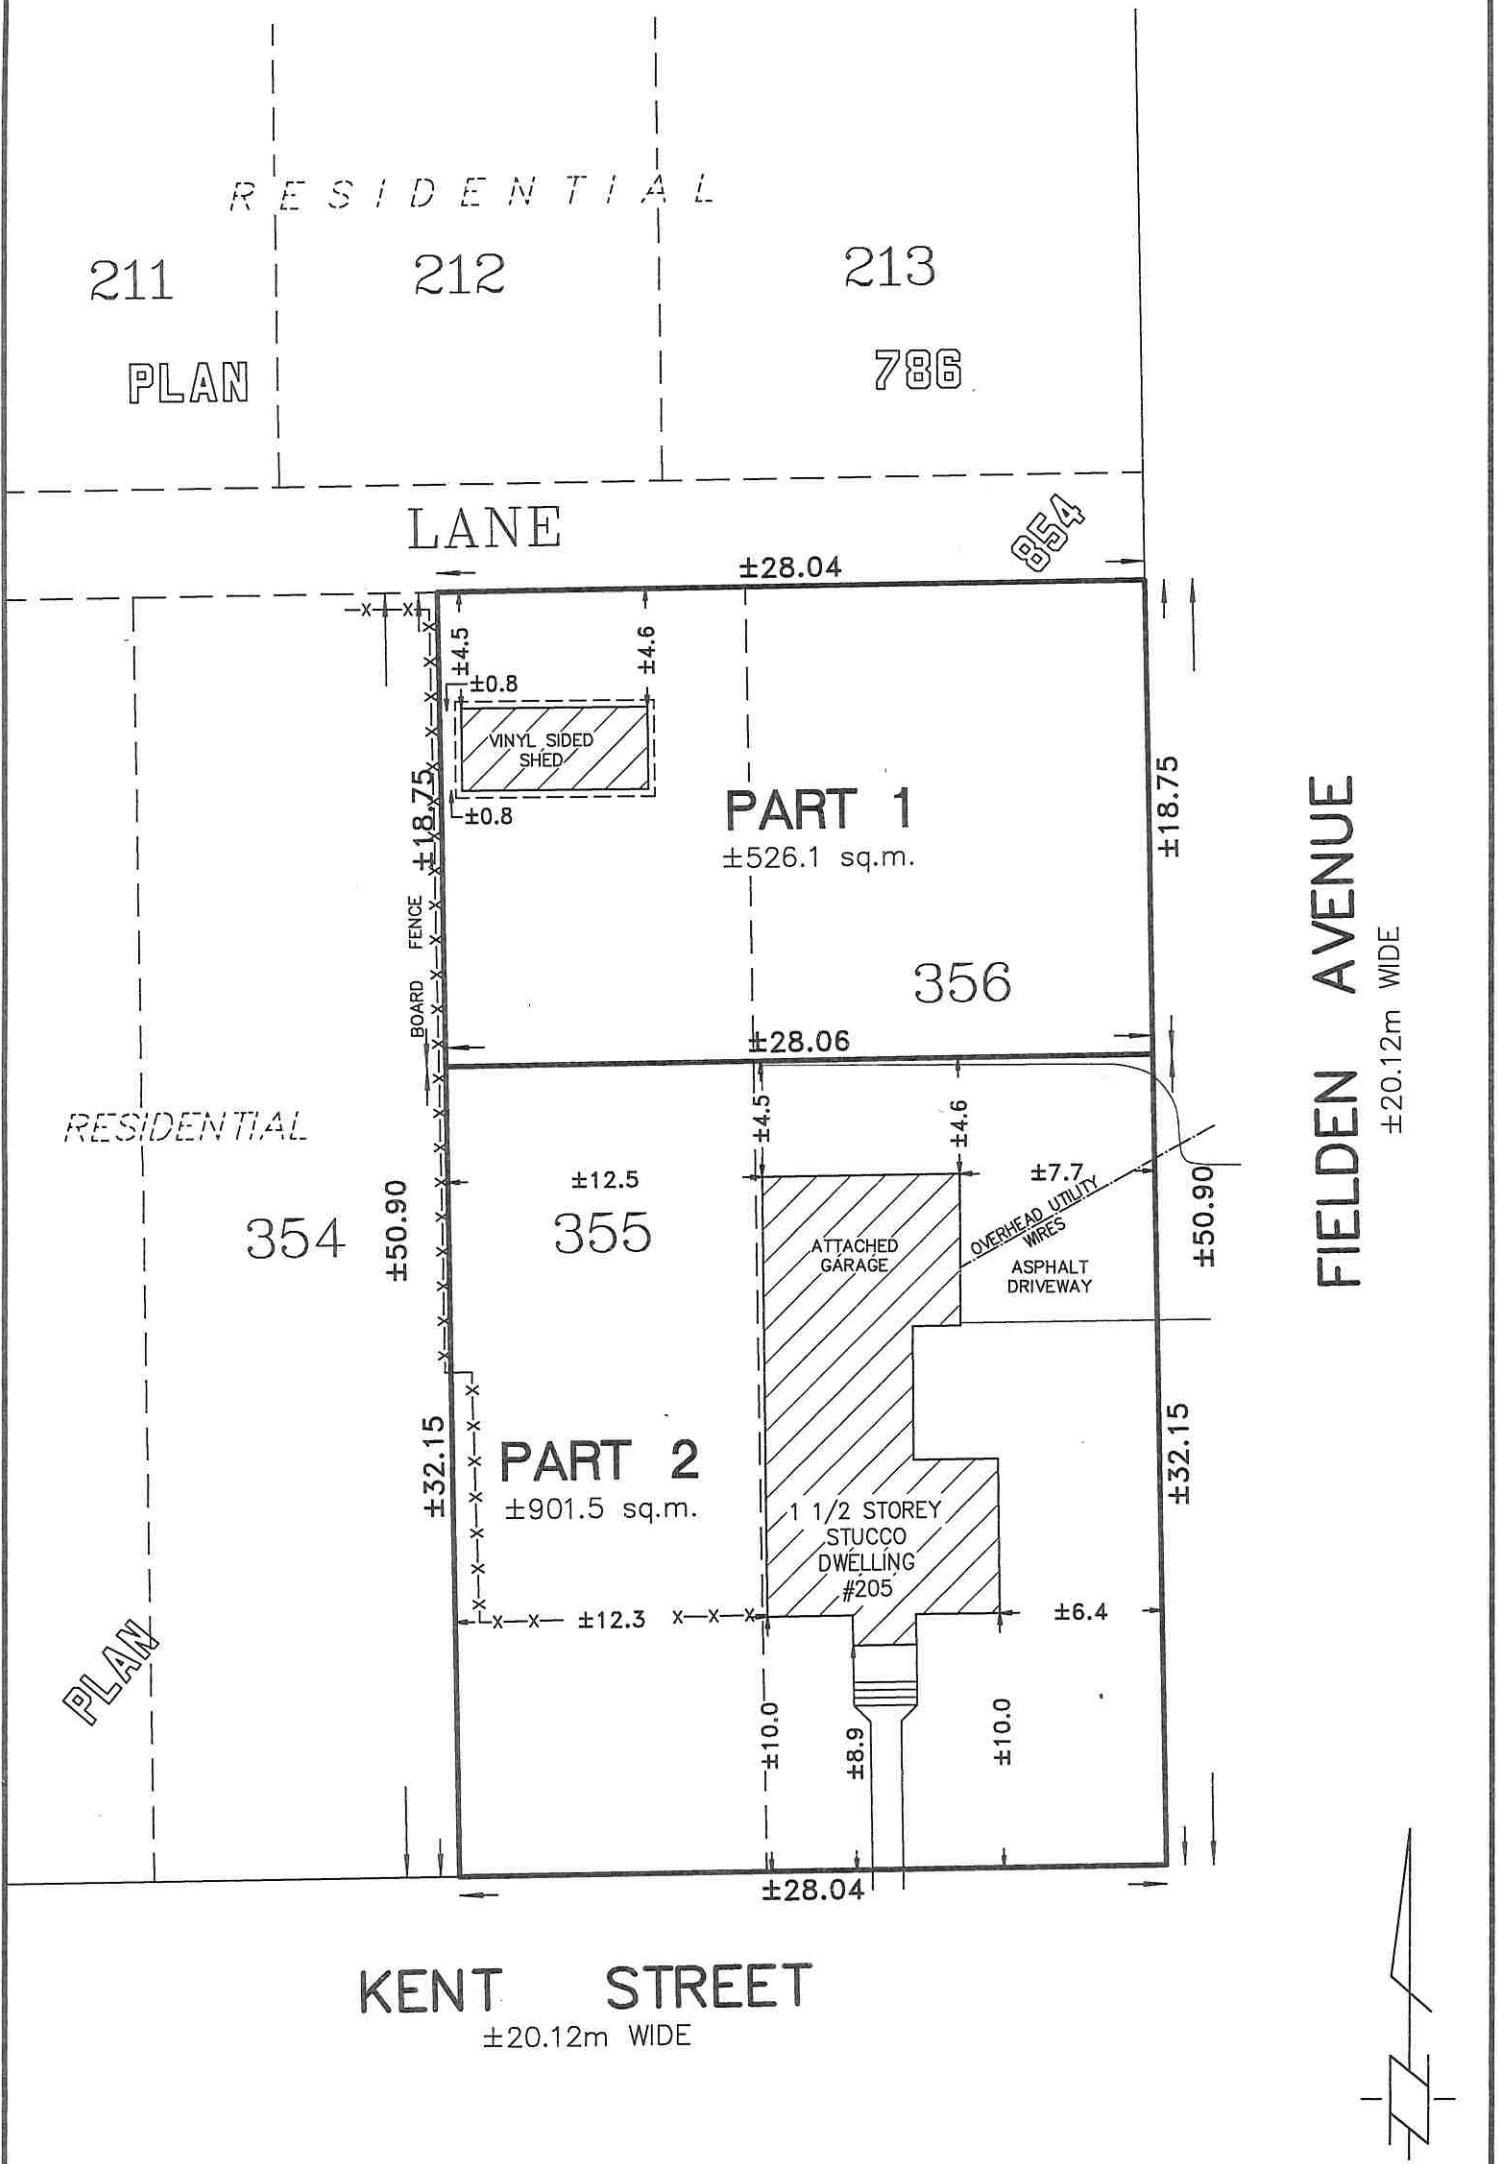 RESIDENTIAL
211
212
213
PLAN
786
LANE
854
±28.04
±4.5
±4.6
±0.8
VINYL SIDED
SHED
±0.8
±18.75
PART 1
±526.1 sq.m.
±18.75
BOARD FENCE
356
±28.06
FIELDEN AVENUE
±20.12m WIDE
RESIDENTIAL
±4.5
±4.6
±12.5
±7.7
354
±50.90
355
ATTACHED
GARAGE
OVERHEAD UTILITY
WIRES
ASPHALT
DRIVEWAY
±50.90
±32.15
PART 2
±901.5 sq.m.
1 1/2 STOREY
STUCCO
DWELLING
#205
±32.15
±12.3
±6.4
PLAN
±10.0
±8.9
±10.0
±28.04
KENT STREET
±20.12m WIDE